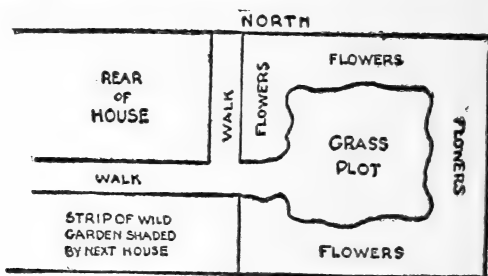 NORTH
REAR
OF
HOUSE
WALK
FLOWERS
FLOWERS
FLOWERS
GRASS
PLOT
WALK
STRIP OF WILD
GARDEN SHADED
BY NEXT HOUSE
FLOWERS